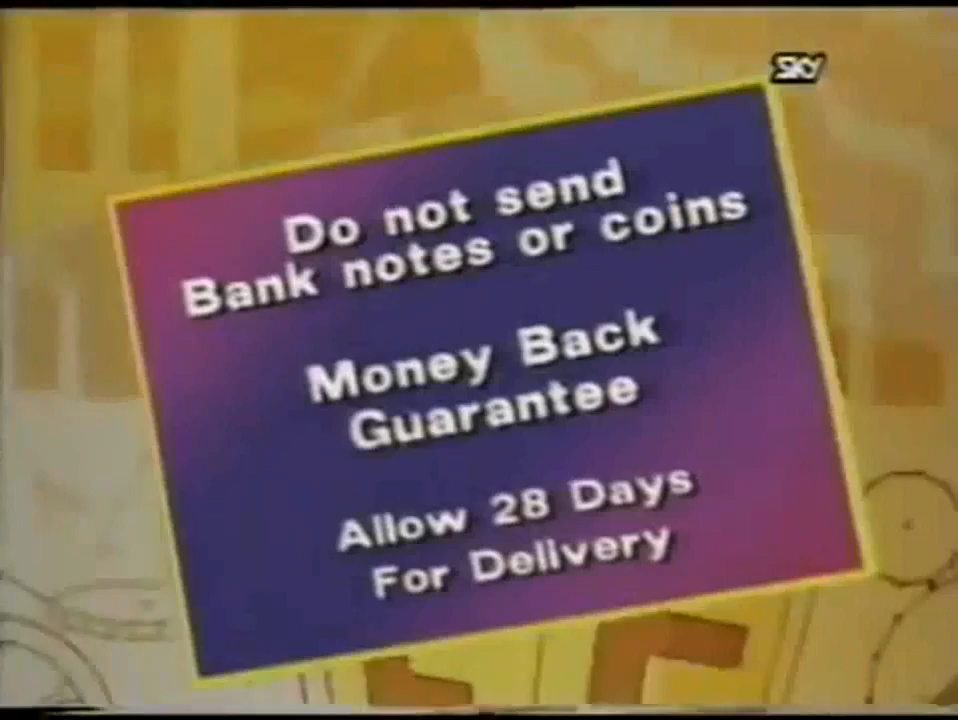 SKY
Do not send
Bank notes or coins
Money Back
Guarantee
Allow 28 Days
For Delivery